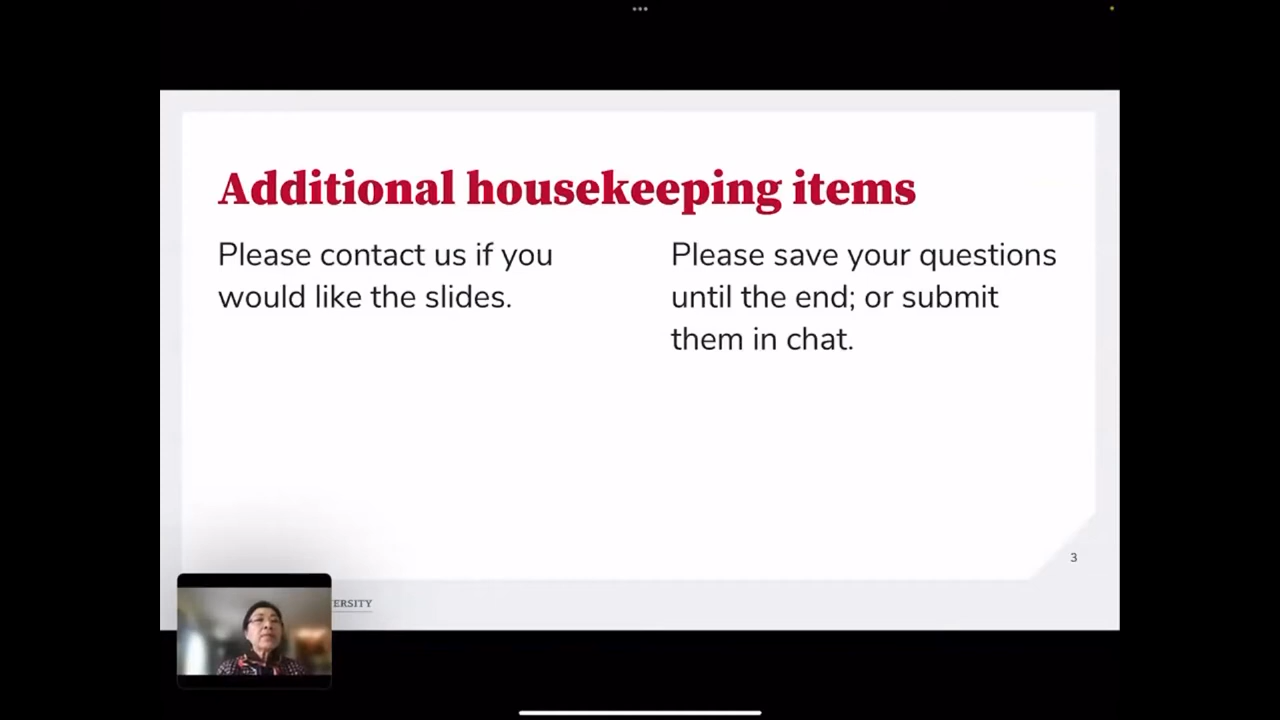 Additional housekeeping items
Please contact us if you
would like the slides.
Please save your questions
until the end; or submit
them in chat.
3
ERSITY